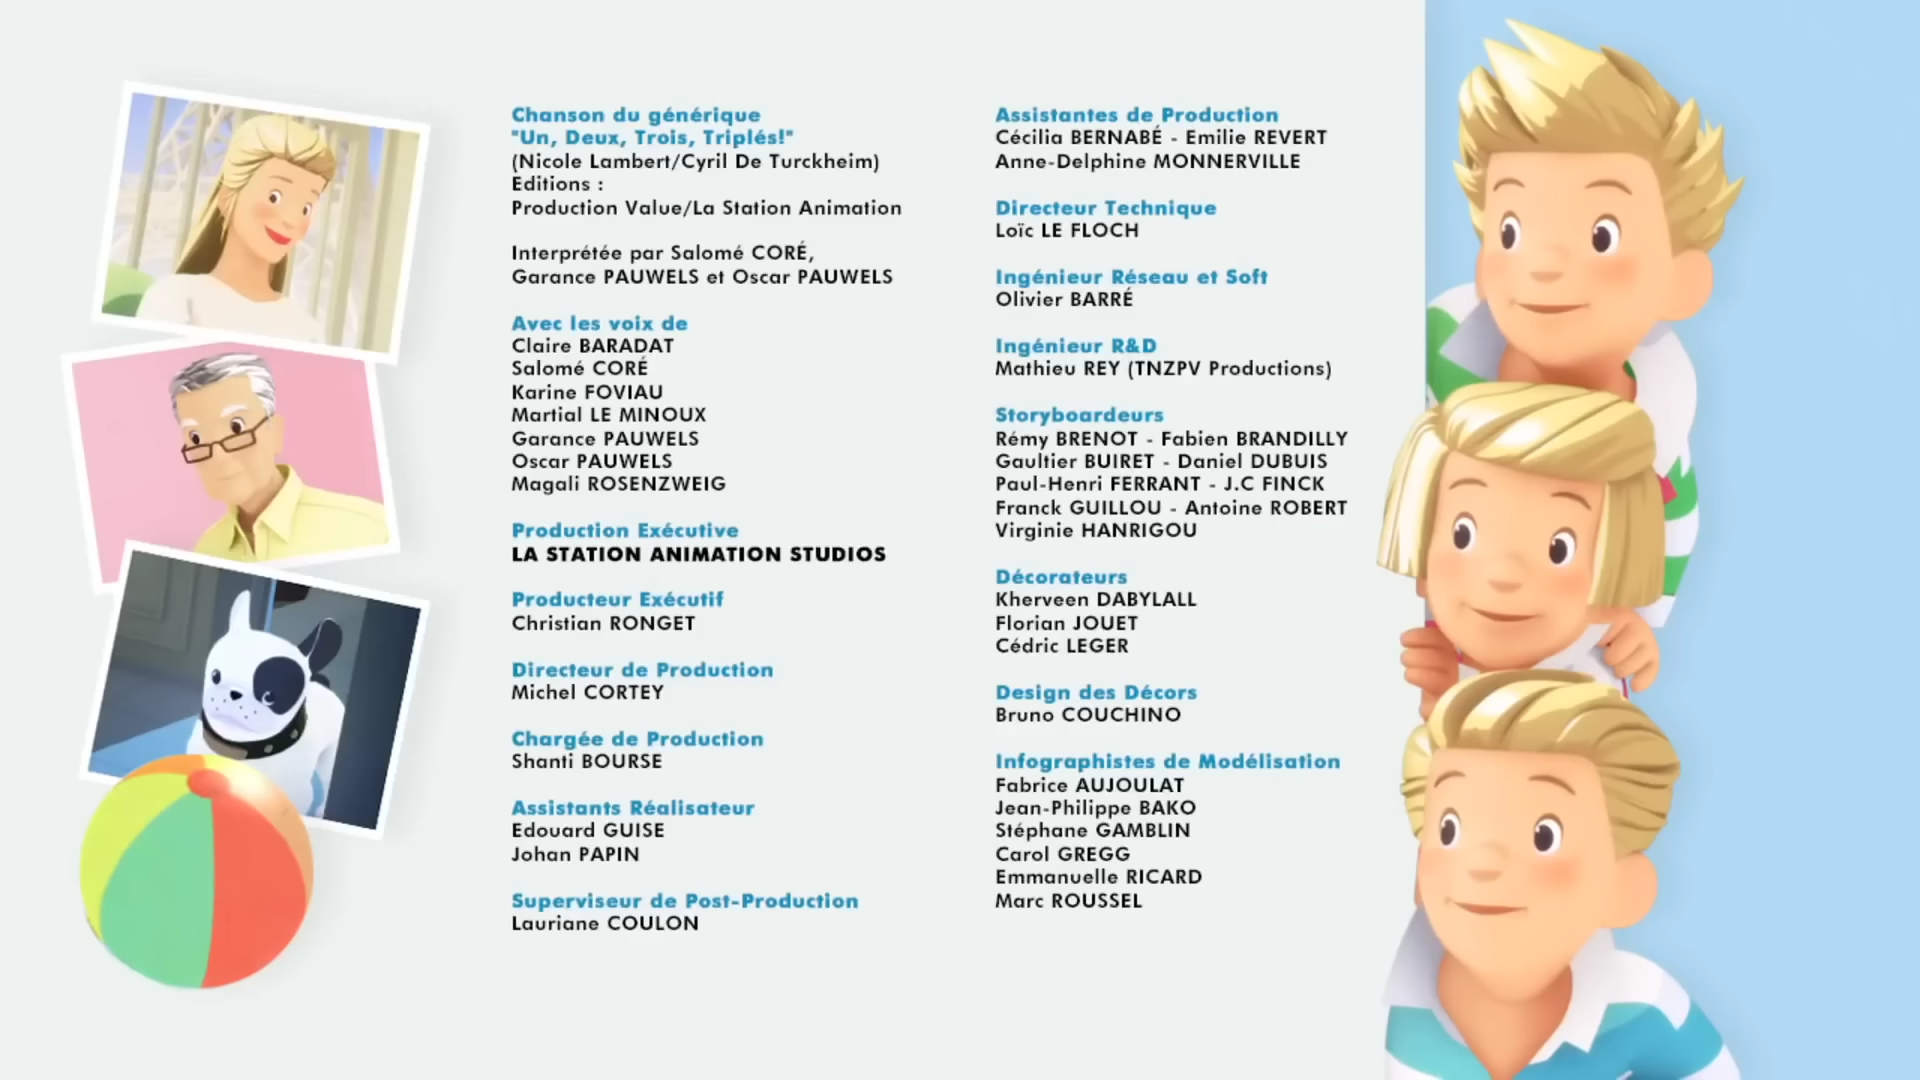 Chanson du générique
"Un, Deux, Trois, Triplés!"
(Nicole Lambert/Cyril De Turckheim)
Editions :
Production Value/La Station Animation
Interprétée par Salomé CORÉ,
Garance PAUWELS et Oscar PAUWELS
Avec les voix de
Claire BARADAT
Salomé CORÉ
Karine FOVIAU
Martial LE MINOUX
Garance PAUWELS
Oscar PAUWELS
Magali ROSENZWEIG
Production Exécutive
LA STATION ANIMATION STUDIOS
Producteur Exécutif
Christian RONGET
Directeur de Production
Michel CORTEY
Chargée de Production
Shanti BOURSE
Assistants Réalisateur
Edouard GUISE
Johan PAPIN
Superviseur de Post-Production
Lauriane COULON
Assistantes de Production
Cécilia BERNABÉ - Emilie REVERT
Anne-Delphine MONNERVILLE
Directeur Technique
Loïc LE FLOCH
Ingénieur Réseau et Soft
Olivier BARRÉ
Ingénieur R&D
Mathieu REY (TNZPV Productions)
Storyboardeurs
Rémy BRENOT - Fabien BRANDILLY
Gaultier BUIRET - Daniel DUBUIS
Paul-Henri FERRANT - J.C FINCK
Franck GUILLOU - Antoine ROBERT
Virginie HANRIGOU
Décorateurs
Kherveen DABYLALL
Florian JOUET
Cédric LEGER
Design des Décors
Bruno COUCHINO
Infographistes de Modélisation
Fabrice AUJOULAT
Jean-Philippe BAKO
Stéphane GAMBLIN
Carol GREGG
Emmanuelle RICARD
Marc ROUSSEL